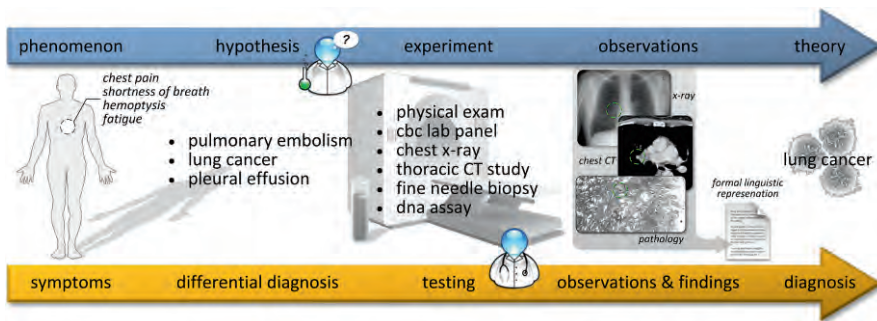 phenomenon hypothesis ? experiment observations theory
chest pain
shortness of breath
hemoptysis
fatigue
• pulmonary embolism
• lung cancer
• pleural effusion
• physical exam
• cbc lab panel
• chest x-ray
• thoracic CT study
• fine needle biopsy
• dna assay
x-ray
chest CT
pathology
formal linguistic
represenation
lung cancer
symptoms differential diagnosis testing observations & findings diagnosis